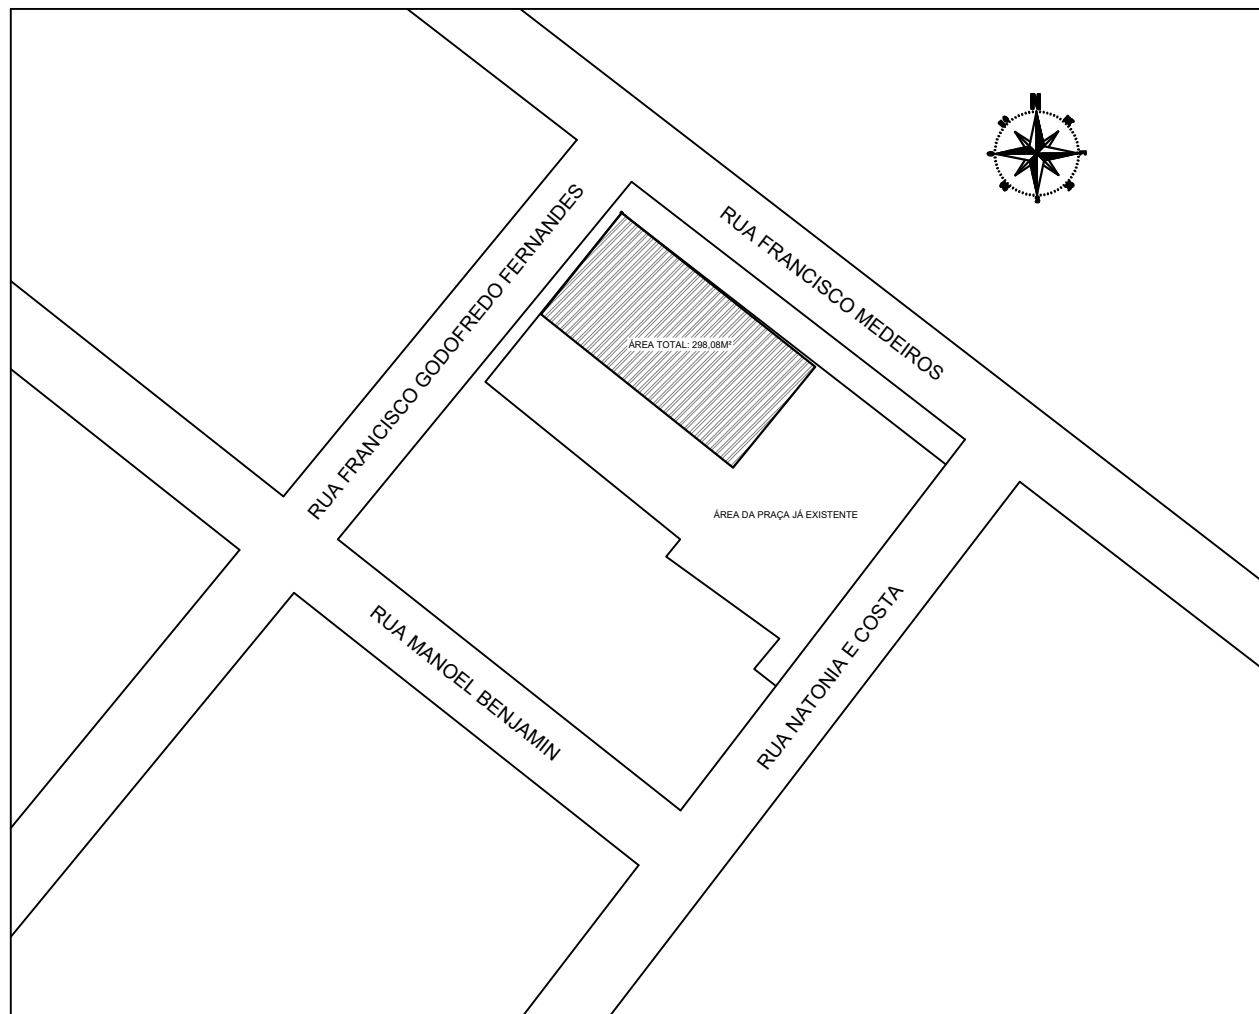 N
RUA FRANCISCO GODOFREDO FERNANDES
RUA FRANCISCO MEDEIROS
ÁREA TOTAL: 298,08M²
ÁREA DA PRAÇA JÁ EXISTENTE
RUA MANOEL BENJAMIN
RUA NATONIA E COSTA